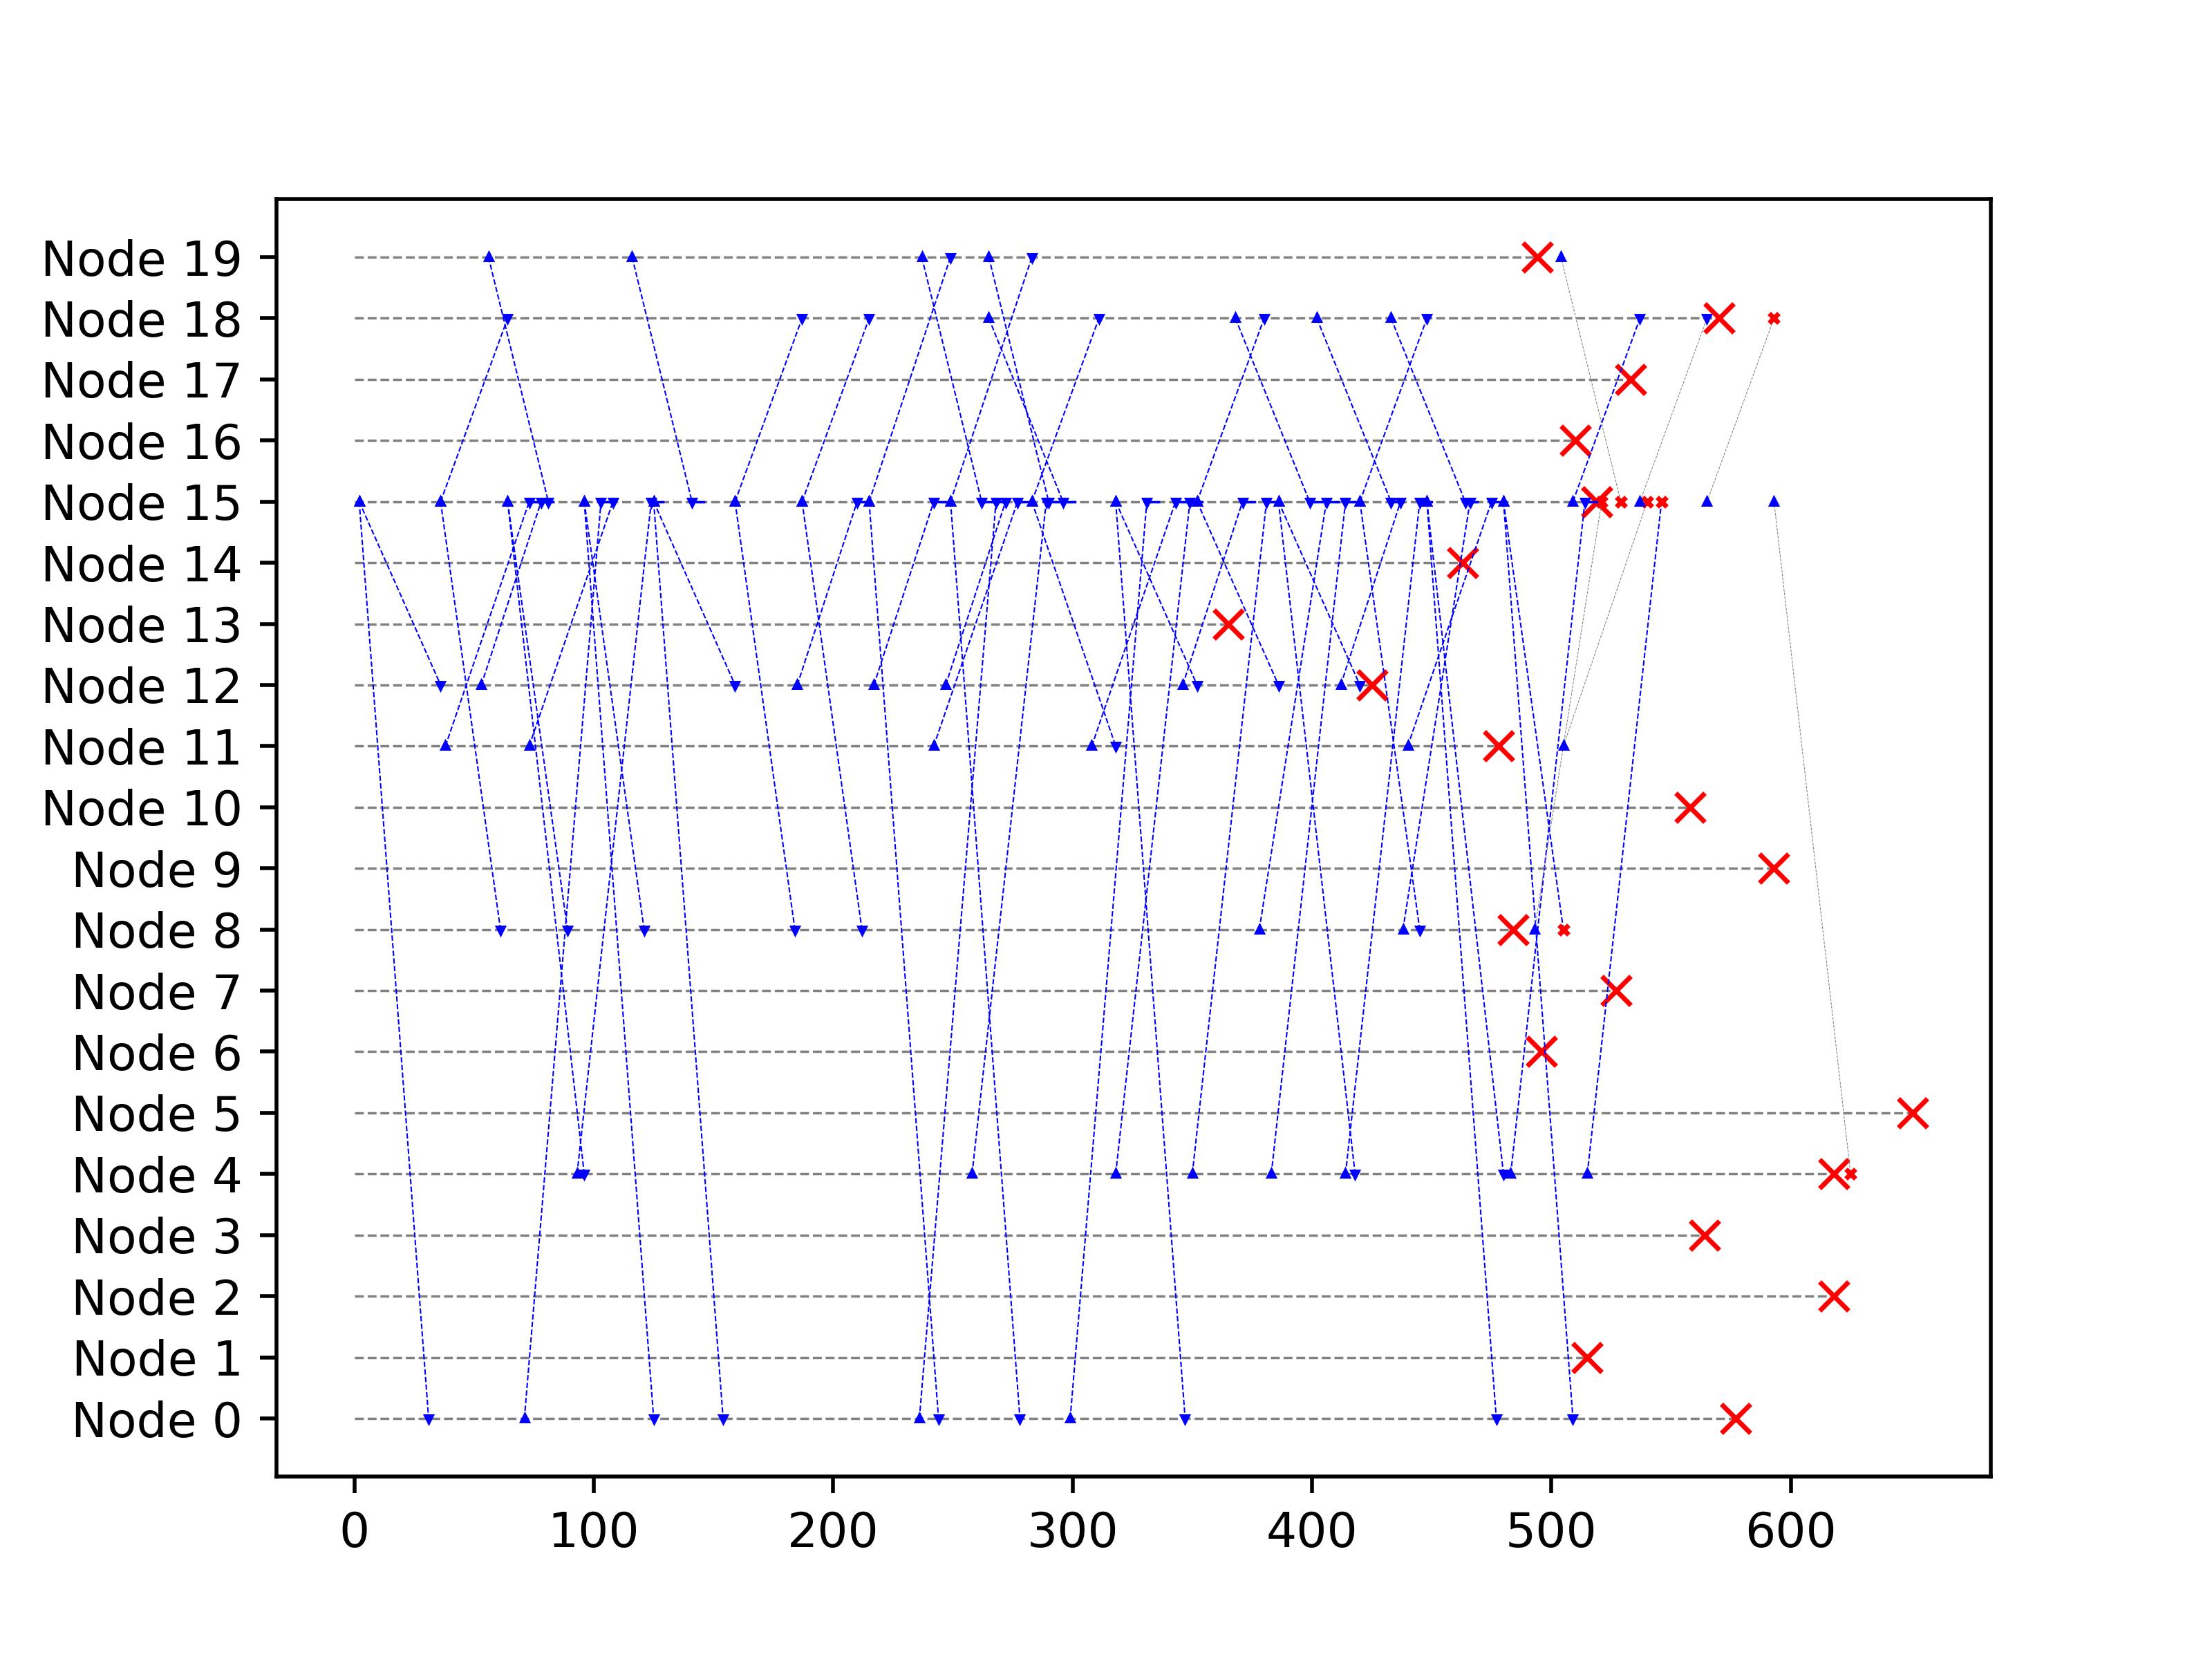 Node 19
Node 18
Node 17
Node 16
Node 15
Node 14
Node 13
Node 12
Node 11
Node 10
Node 9
Node 8
Node 7
Node 6
Node 5
Node 4
Node 3
Node 2
Node 1
Node 0
0 100 200 300 400 500 600